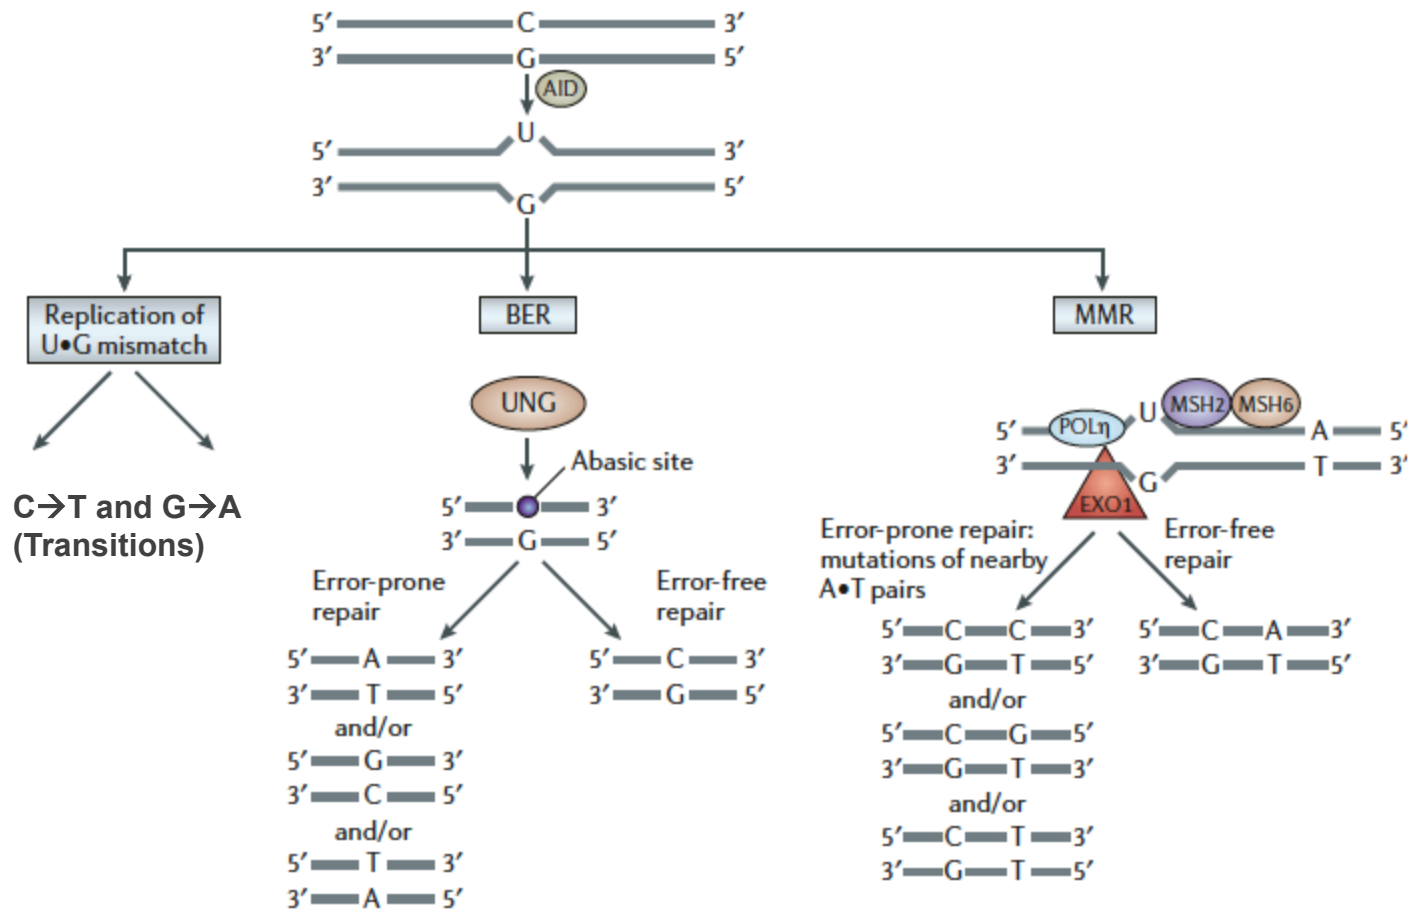 5′ C 3′
3′ G 5′
AID
U
5′ 3′
3′ 5′
G
Replication of
U•G mismatch
BER
MMR
UNG
Abasic site
5′ 3′
3′ G 5′
C→T and G→A
(Transitions)
Error-prone
repair
Error-free
repair
5′ A 3′
3′ T 5′
and/or
5′ G 3′
3′ C 5′
and/or
5′ T 3′
3′ A 5′
5′ C 3′
3′ G 5′
U
MSH2 MSH6
5′ POLη A 5′
3′ G T 3′
EXO1
Error-prone repair:
mutations of nearby
A•T pairs
Error-free
repair
5′ C C 3′
3′ G T 5′
and/or
5′ C G 5′
3′ G T 3′
and/or
5′ C T 3′
3′ G T 5′
5′ C A 3′
3′ G T 5′